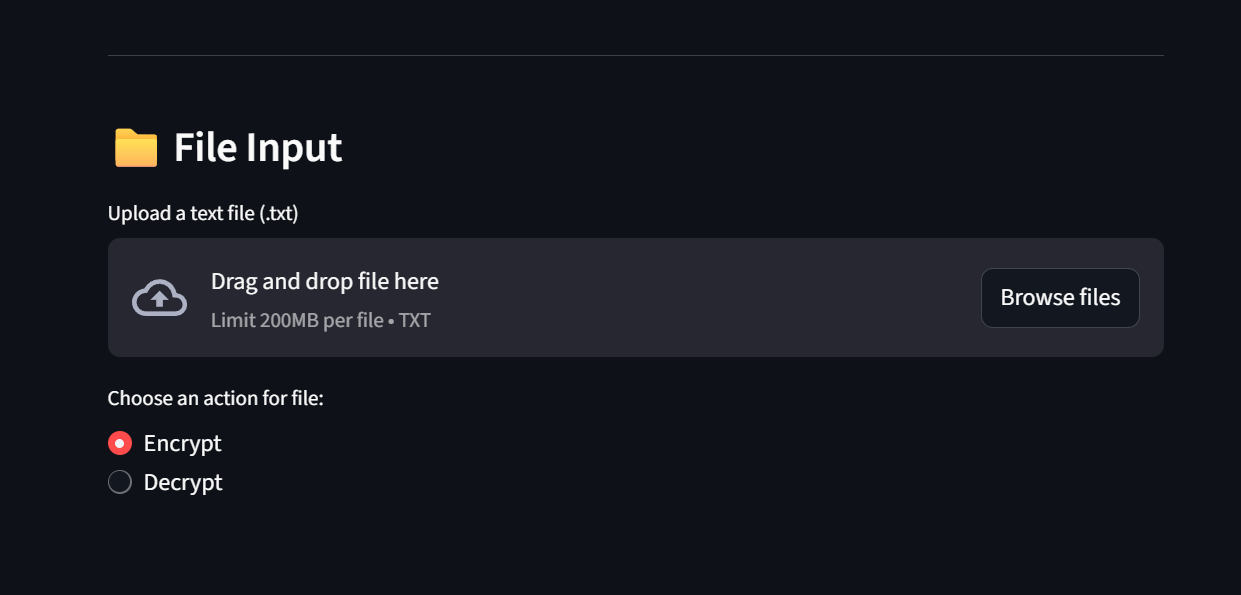 File Input
Upload a text file (.txt)
Drag and drop file here
Limit 200MB per file • TXT
Browse files
Choose an action for file:
Encrypt
Decrypt